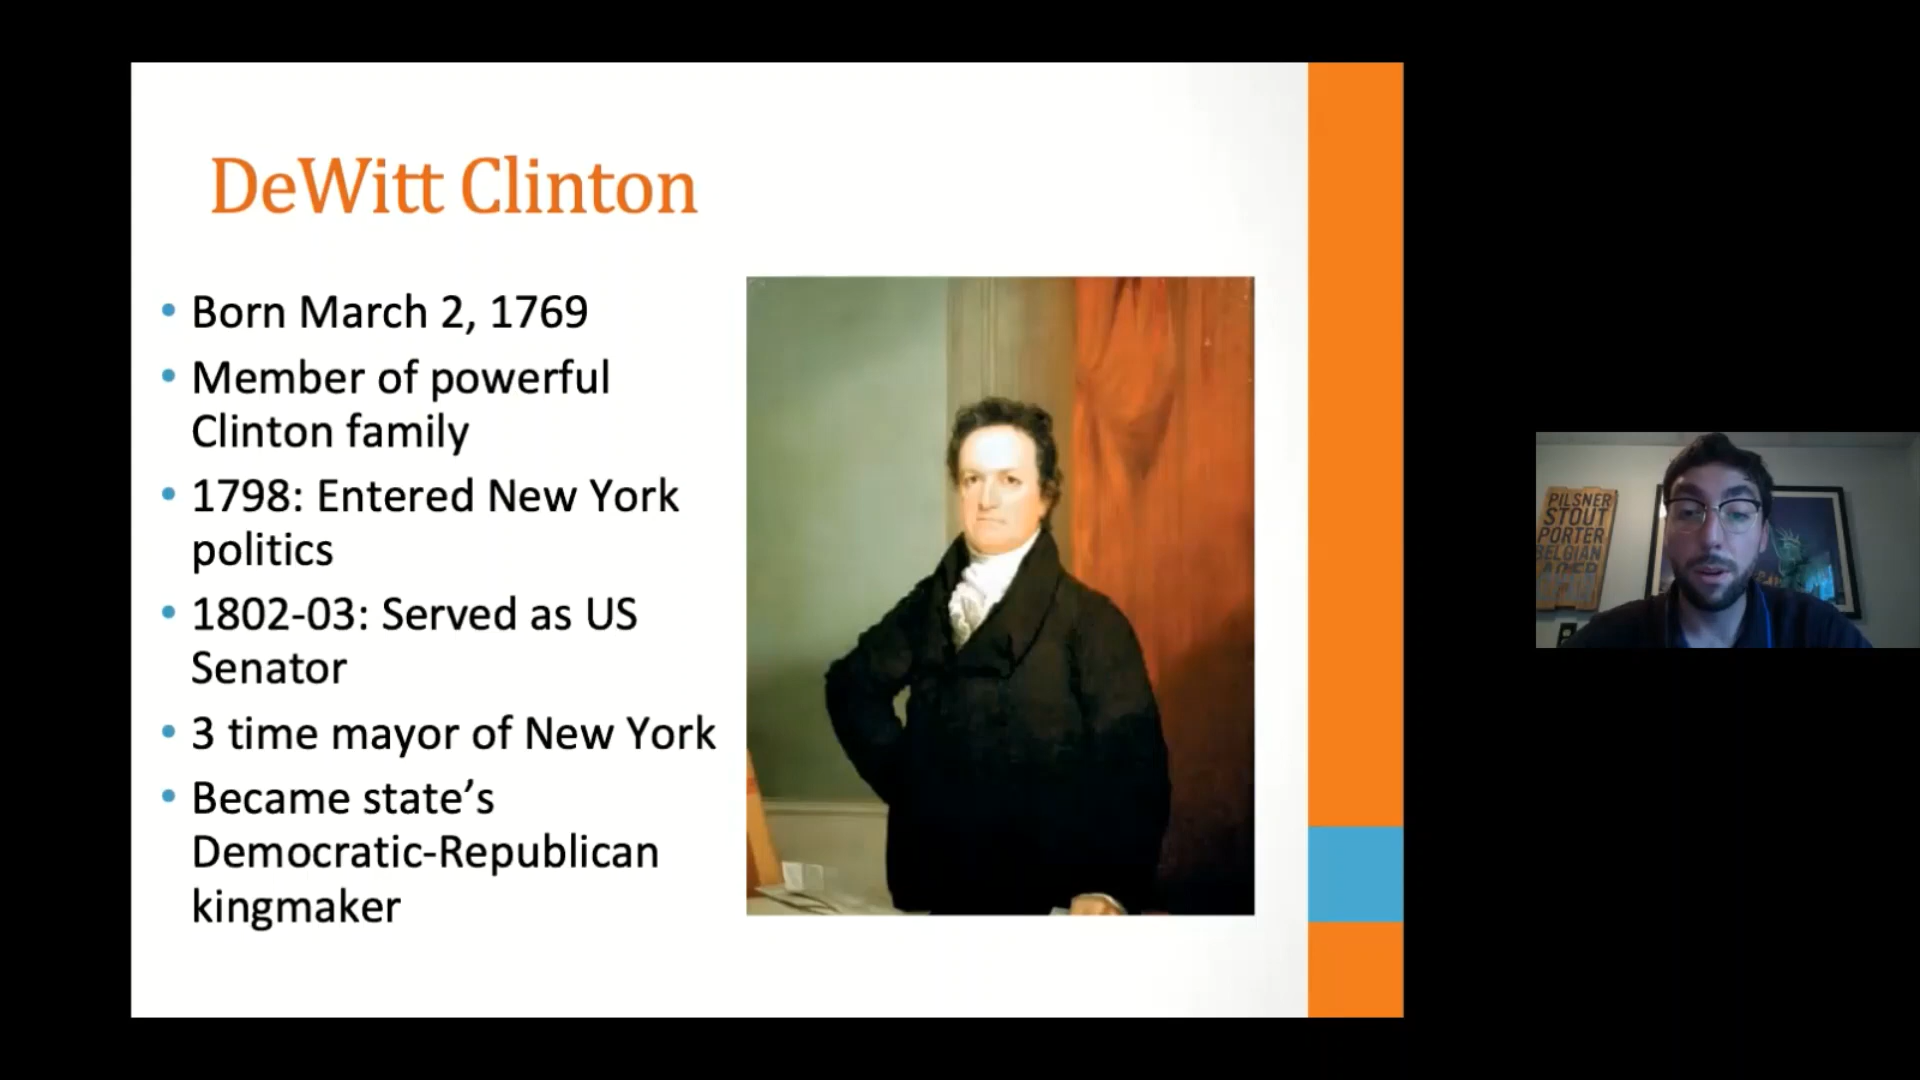 DeWitt Clinton
• Born March 2, 1769
• Member of powerful
Clinton family
• 1798: Entered New York
politics
• 1802-03: Served as US
Senator
• 3 time mayor of New York
• Became state’s
Democratic-Republican
kingmaker
PILSNER
STOUT
PORTER
BELGIAN